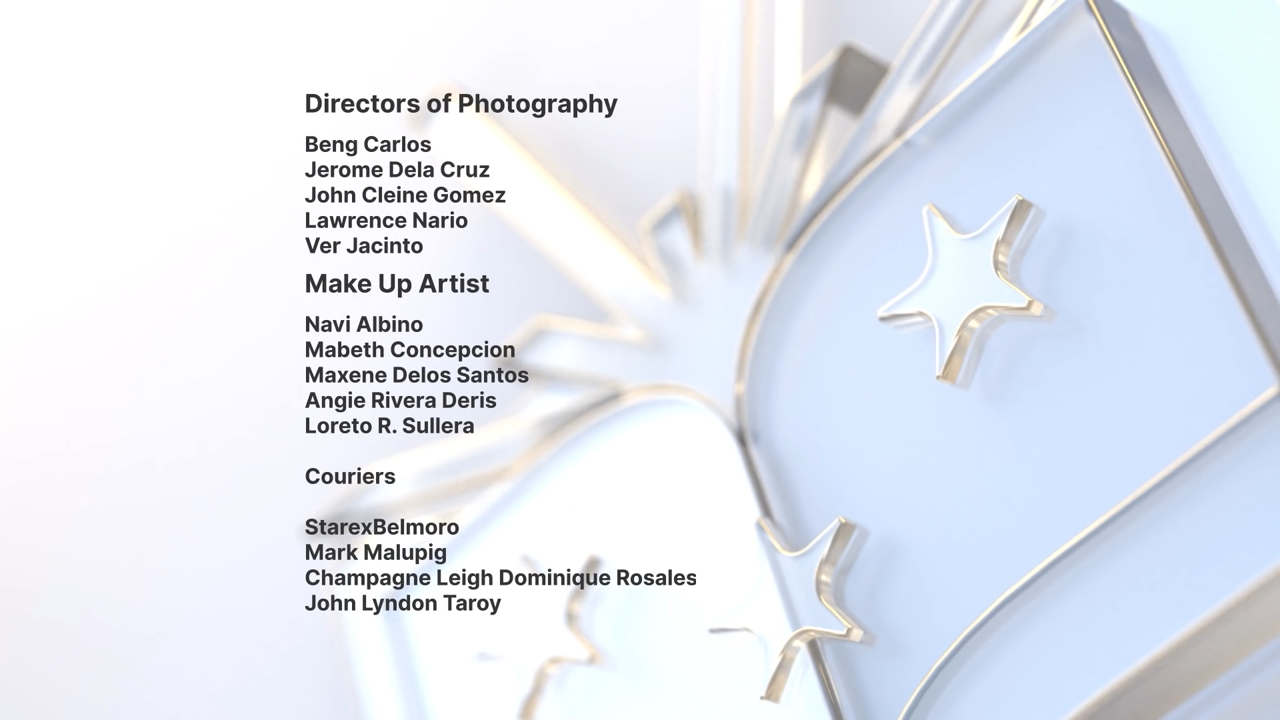 Directors of Photography
Beng Carlos
Jerome Dela Cruz
John Cleine Gomez
Lawrence Nario
Ver Jacinto
Make Up Artist
Navi Albino
Mabeth Concepcion
Maxene Delos Santos
Angie Rivera Deris
Loreto R. Sullera
Couriers
StarexBelmoro
Mark Malupig
Champagne Leigh Dominique Rosales
John Lyndon Taroy